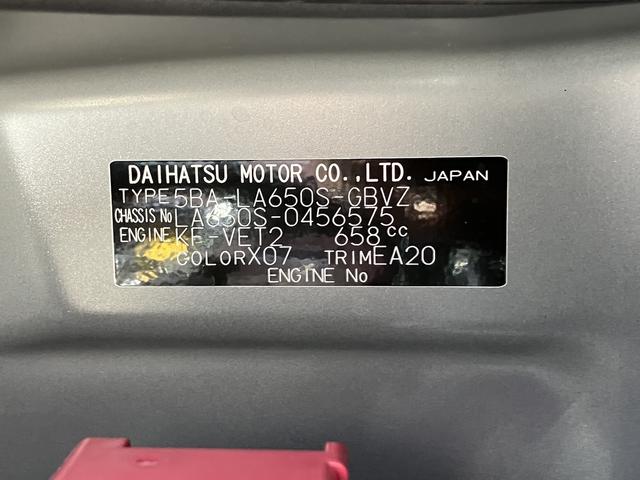 DAIHATSU MOTOR CO.,LTD. JAPAN
TYPE 5BA-LA650S-GBVZ
CHASSIS No LA650S-0456575
ENGINE KF-VET2 658cc
COLOR X07 TRIM EA20
ENGINE No